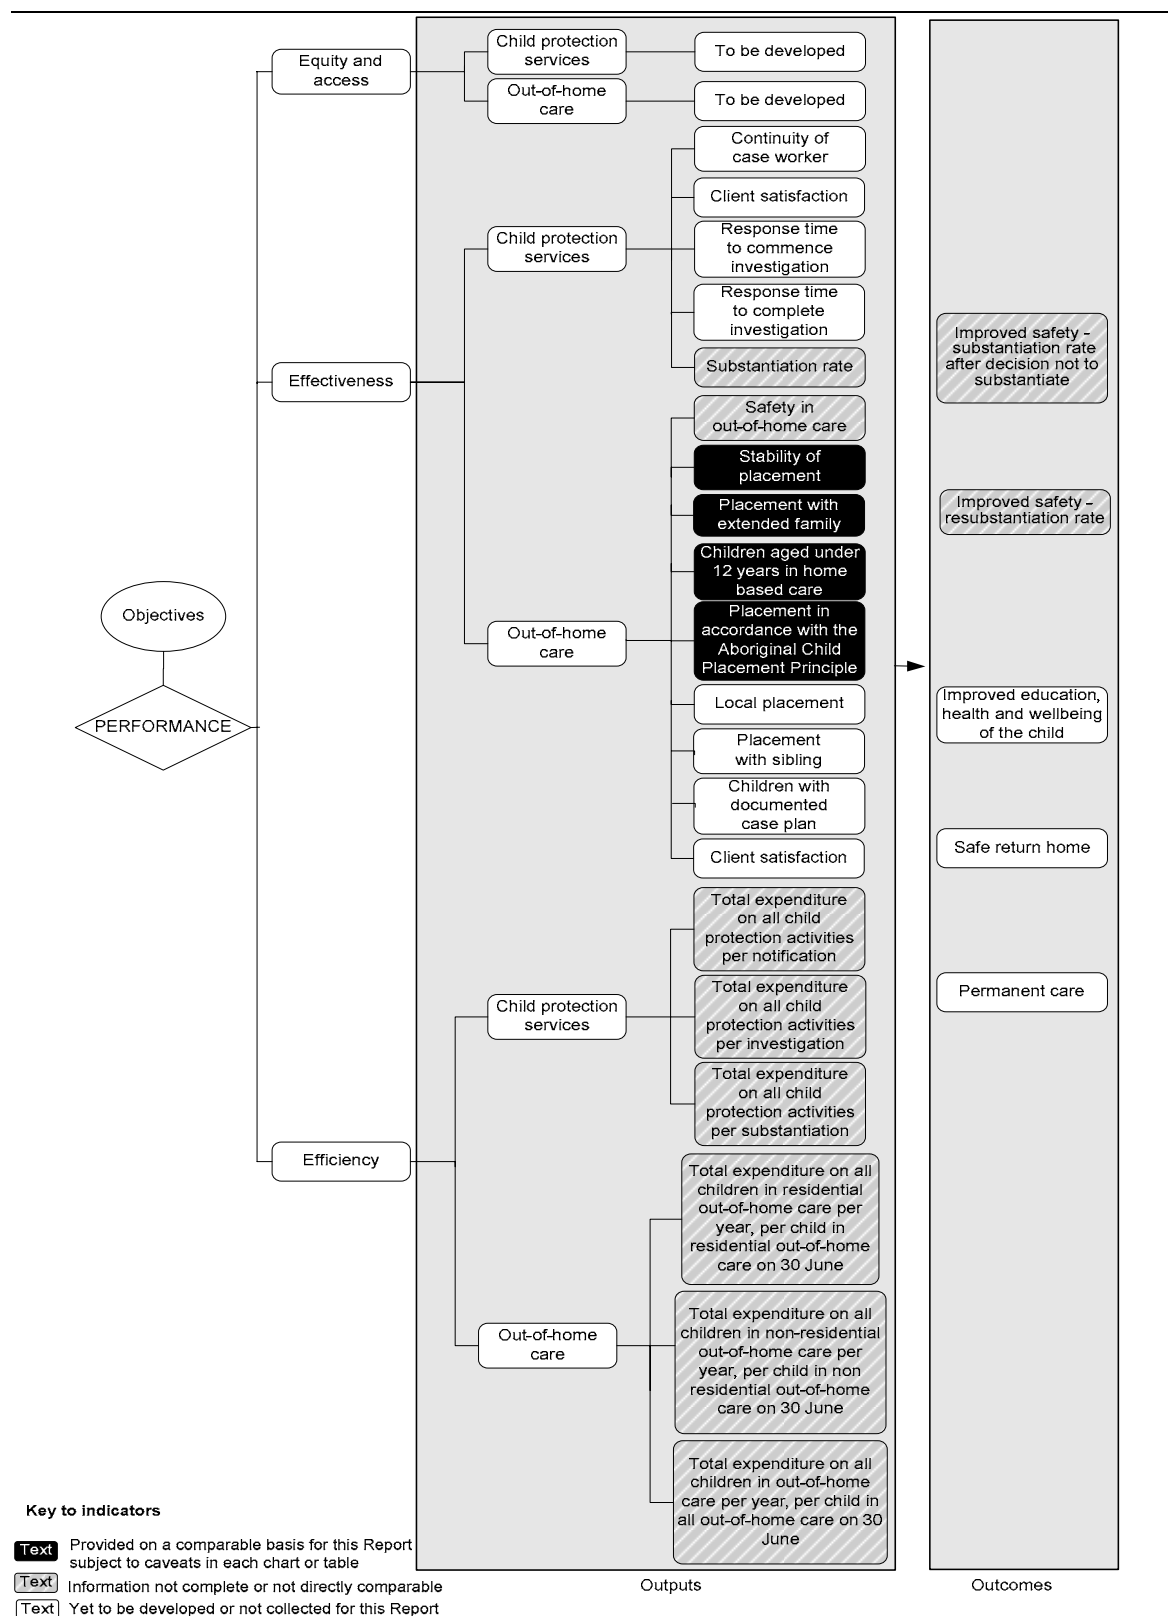 Equity and
access
Child protection
services
To be developed
Out-of-home
care
To be developed
Effectiveness
Child protection
services
Continuity of
case worker
Client satisfaction
Response time
to commence
investigation
Response time
to complete
investigation
Substantiation rate
Out-of-home
care
Safety in
out-of-home care
Stability of
placement
Placement with
extended family
Children aged under
12 years in home
based care
Placement in
accordance with the
Aboriginal Child
Placement Principle
Local placement
Placement
with sibling
Children with
documented
case plan
Client satisfaction
Objectives
PERFORMANCE
Efficiency
Child protection
services
Total expenditure
on all child
protection activities
per notification
Total expenditure
on all child
protection activities
per investigation
Total expenditure
on all child
protection activities
per substantiation
Out-of-home
care
Total expenditure on all
children in residential
out-of-home care per
year, per child in
residential out-of-home
care on 30 June
Total expenditure on all
children in non-residential
out-of-home care per
year, per child in non
residential out-of-home
care on 30 June
Total expenditure on all
children in out-of-home
care per year, per child in
all out-of-home care on 30
June
Improved safety -
substantiation rate
after decision not to
substantiate
Improved safety -
resubstantiation rate
Improved education,
health and wellbeing
of the child
Safe return home
Permanent care
Key to indicators
Text Provided on a comparable basis for this Report
subject to caveats in each chart or table
Text Information not complete or not directly comparable
Text Yet to be developed or not collected for this Report
Outputs
Outcomes